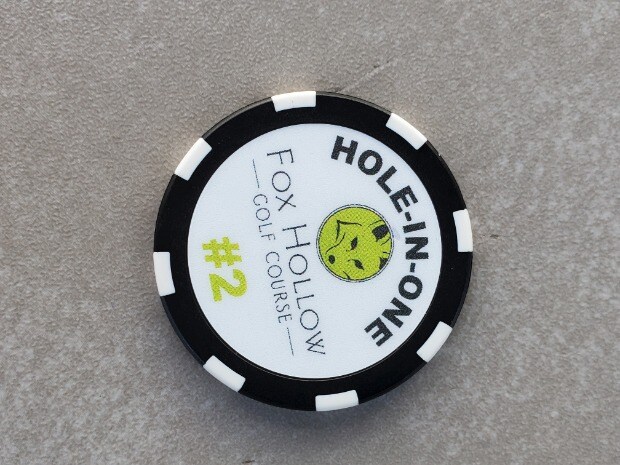 HOLE-IN-ONE
FOX HOLLOW
GOLF COURSE
#2